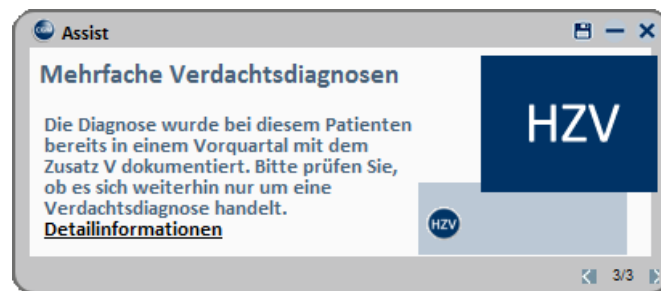 CGM Assist
Mehrfache Verdachtsdiagnosen
HZV
Die Diagnose wurde bei diesem Patienten
bereits in einem Vorquartal mit dem
Zusatz V dokumentiert. Bitte prüfen Sie,
ob es sich weiterhin nur um eine
Verdachtsdiagnose handelt.
Detailinformationen
HZV
3/3